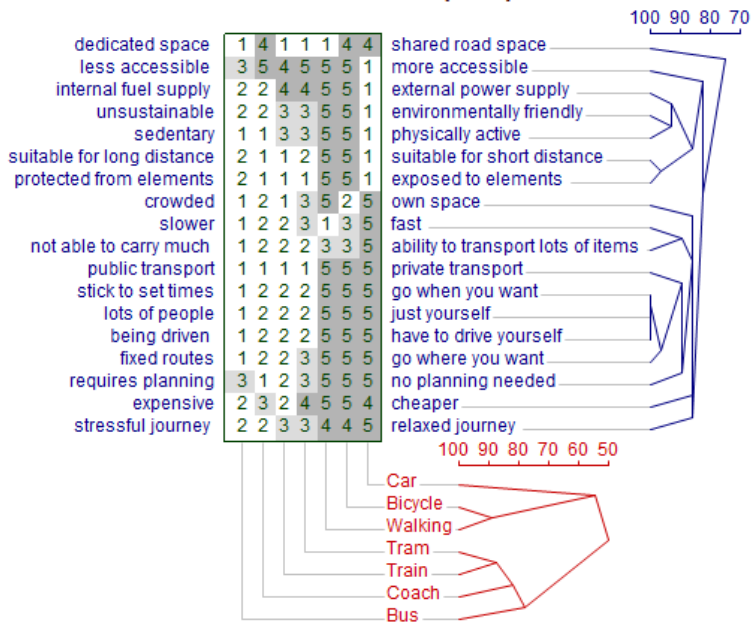 100 90 80 70
dedicated space 1 4 1 1 1 4 4 shared road space
less accessible 3 5 4 5 5 5 1 more accessible
internal fuel supply 2 2 4 4 5 5 1 external power supply
unsustainable 2 2 3 3 5 5 1 environmentally friendly
sedentary 1 1 3 3 5 5 1 physically active
suitable for long distance 2 1 1 2 5 5 1 suitable for short distance
protected from elements 2 1 1 1 5 5 1 exposed to elements
crowded 1 2 1 3 5 2 5 own space
slower 1 2 2 3 1 3 5 fast
not able to carry much 1 2 2 2 3 3 5 ability to transport lots of items
public transport 1 1 1 1 5 5 5 private transport
stick to set times 1 2 2 2 5 5 5 go when you want
lots of people 1 2 2 2 5 5 5 just yourself
being driven 1 2 2 2 5 5 5 have to drive yourself
fixed routes 1 2 2 3 5 5 5 go where you want
requires planning 3 1 2 3 5 5 5 no planning needed
expensive 2 3 2 4 5 5 4 cheaper
stressful journey 2 2 3 3 4 4 5 relaxed journey
100 90 80 70 60 50
Car
Bicycle
Walking
Tram
Train
Coach
Bus